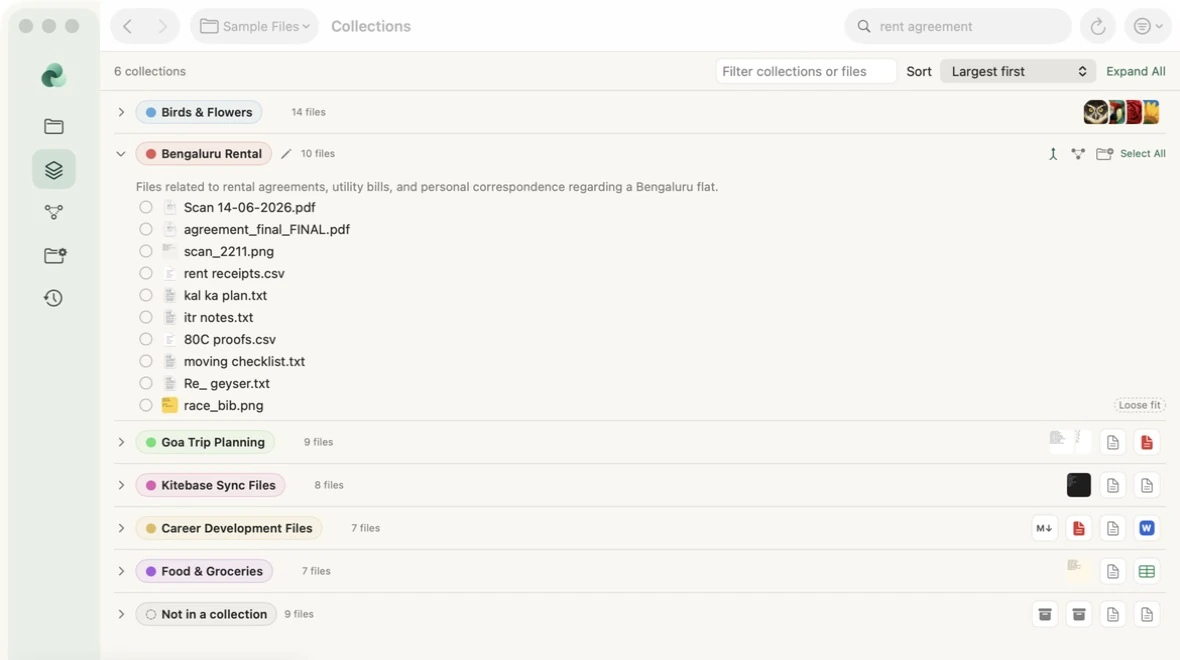 Sample Files
Collections
rent agreement
6 collections
Filter collections or files
Sort
Largest first
Expand All
Birds & Flowers
14 files
Bengaluru Rental
10 files
Select All
Files related to rental agreements, utility bills, and personal correspondence regarding a Bengaluru flat.
Scan 14-06-2026.pdf
agreement_final_FINAL.pdf
scan_2211.png
rent receipts.csv
kal ka plan.txt
itr notes.txt
80C proofs.csv
moving checklist.txt
Re_ geyser.txt
race_bib.png
Loose fit
Goa Trip Planning
9 files
Kitebase Sync Files
8 files
Career Development Files
7 files
M↓
W
Food & Groceries
7 files
Not in a collection
9 files